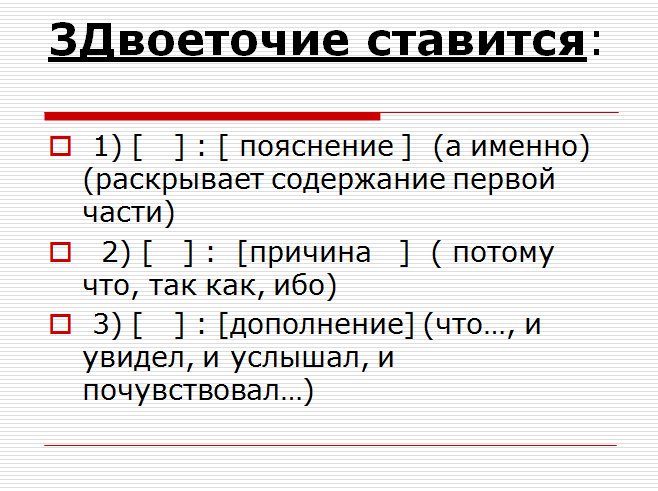 ЗДвоеточие ставится:
1) [ ] : [ пояснение ] (а именно)
(раскрывает содержание первой
части)
2) [ ] : [причина ] ( потому
что, так как, ибо)
3) [ ] : [дополнение] (что…, и
увидел, и услышал, и
почувствовал…)